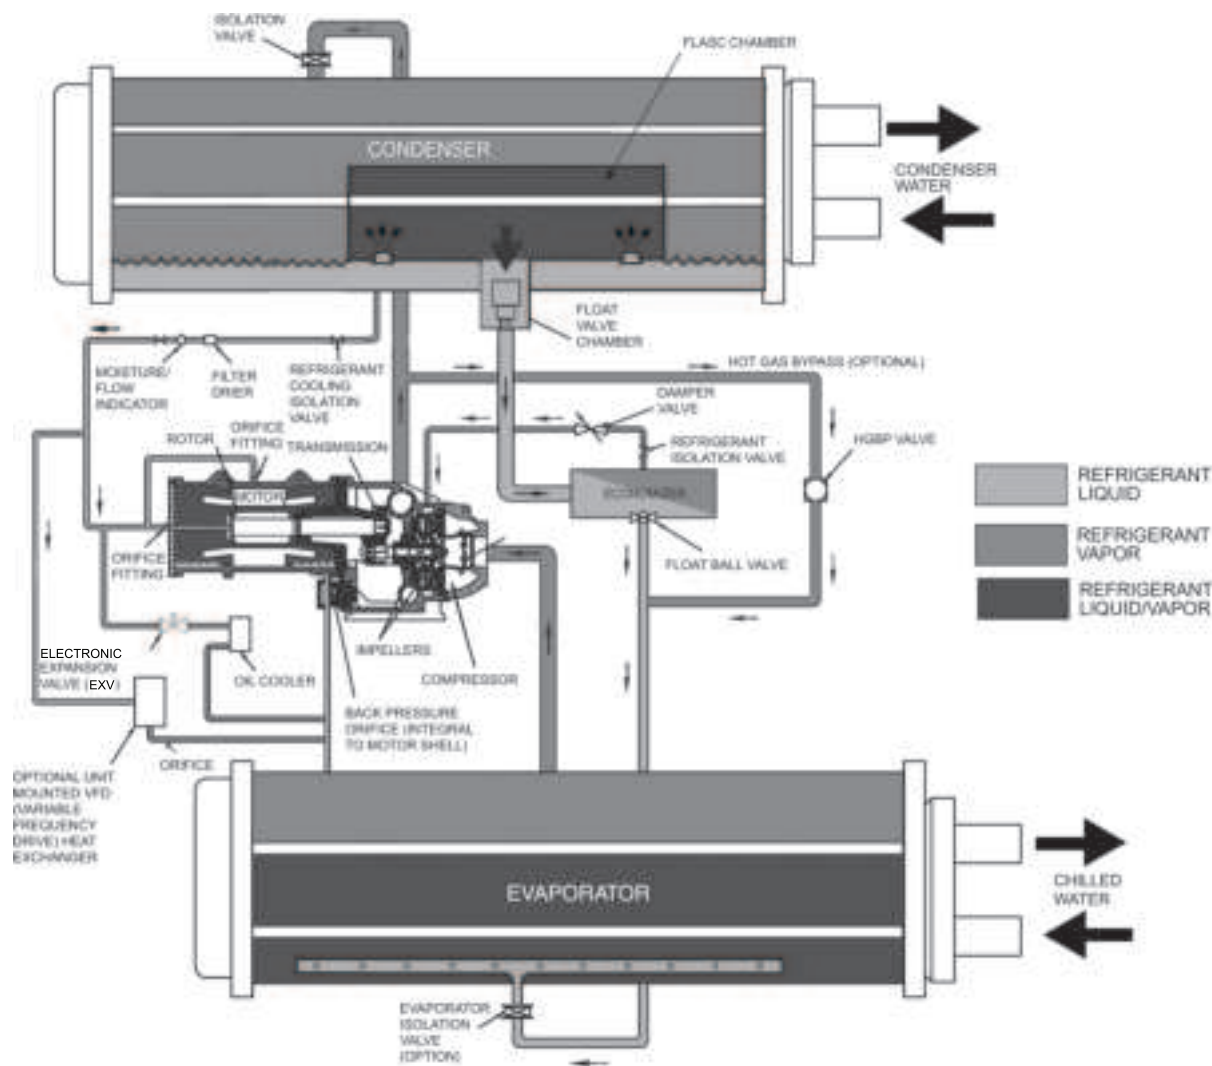 ISOLATION
VALVE
FLASC CHAMBER
CONDENSER
CONDENSER
WATER
FLOAT
VALVE
CHAMBER
MOISTURE/
FLOW
INDICATOR
FILTER
DRIER
REFRIGERANT
COOLING
ISOLATION
VALVE
HOT GAS BYPASS (OPTIONAL)
DAMPER
VALVE
ORIFICE
FITTING
ROTOR
TRANSMISSION
REFRIGERANT
ISOLATION VALVE
HGBP VALVE
MOTOR
ECONOMIZER
REFRIGERANT
LIQUID
REFRIGERANT
VAPOR
REFRIGERANT
LIQUID/VAPOR
ORIFICE
FITTING
FLOAT BALL VALVE
IMPELLERS
ELECTRONIC
EXPANSION
VALVE (EXV)
OIL COOLER
COMPRESSOR
BACK PRESSURE
ORIFICE (INTEGRAL
TO MOTOR SHELL)
ORIFICE
OPTIONAL UNIT
MOUNTED VFD
(VARIABLE
FREQUENCY
DRIVE) HEAT
EXCHANGER
EVAPORATOR
CHILLED
WATER
EVAPORATOR
ISOLATION
VALVE
(OPTION)